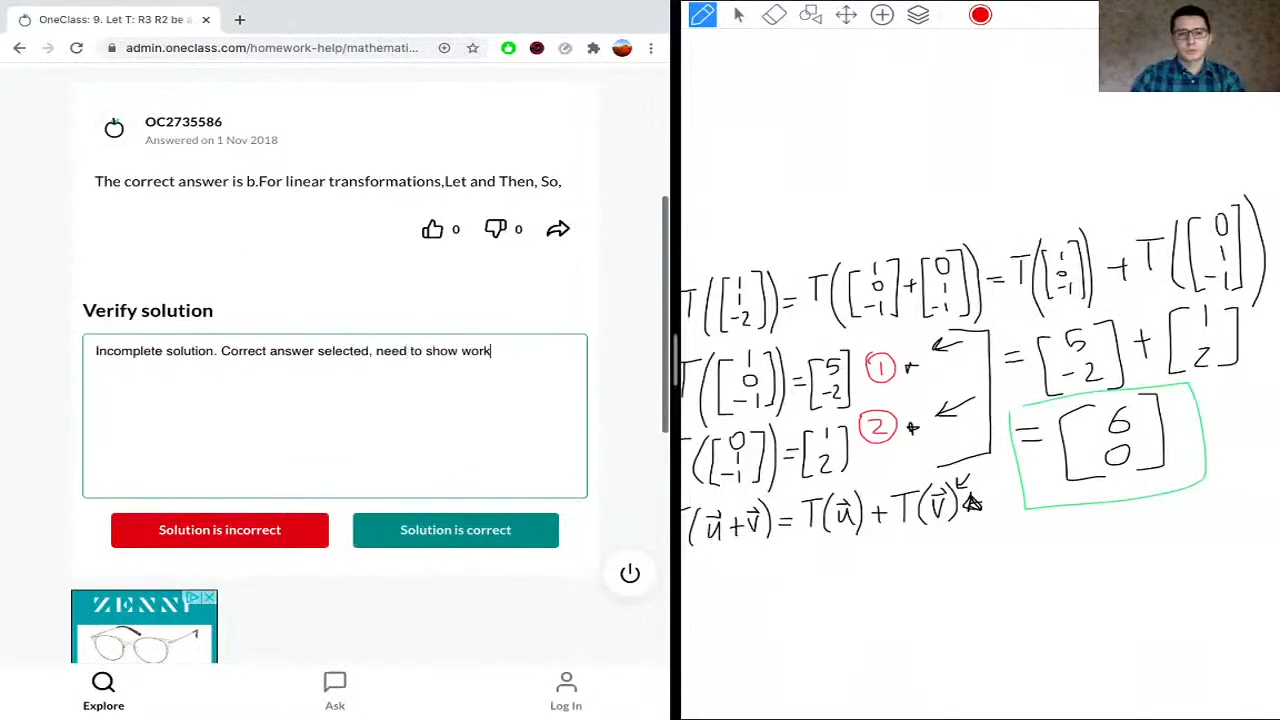 OneClass: 9. Let T: R3 R2 be a
admin.oneclass.com/homework-help/mathemati...
OC2735586
Answered on 1 Nov 2018
The correct answer is b.For linear transformations,Let and Then, So,
0
0
Verify solution
Incomplete solution. Correct answer selected, need to show work
Solution is incorrect
Solution is correct
ZENNI
Explore
Ask
Log In
T([1 1 -2]) = T([1 0 -1] + [0 1 -1]) = T([1 0 -1]) + T([0 1 -1])
T([1 0 -1]) = [5 -2] ①
= [5 -2] + [1 2]
T([0 1 -1]) = [1 2] ②
= [6 0]
T(u⃗+v⃗) = T(u⃗) + T(v⃗)